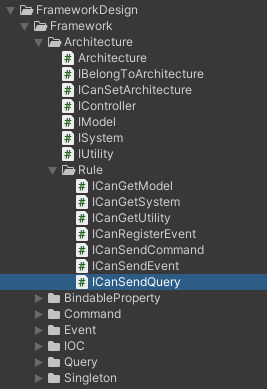 FrameworkDesign
Framework
Architecture
Architecture
IBelongToArchitecture
ICanSetArchitecture
IController
IModel
ISystem
IUtility
Rule
ICanGetModel
ICanGetSystem
ICanGetUtility
ICanRegisterEvent
ICanSendCommand
ICanSendEvent
ICanSendQuery
BindableProperty
Command
Event
IOC
Query
Singleton